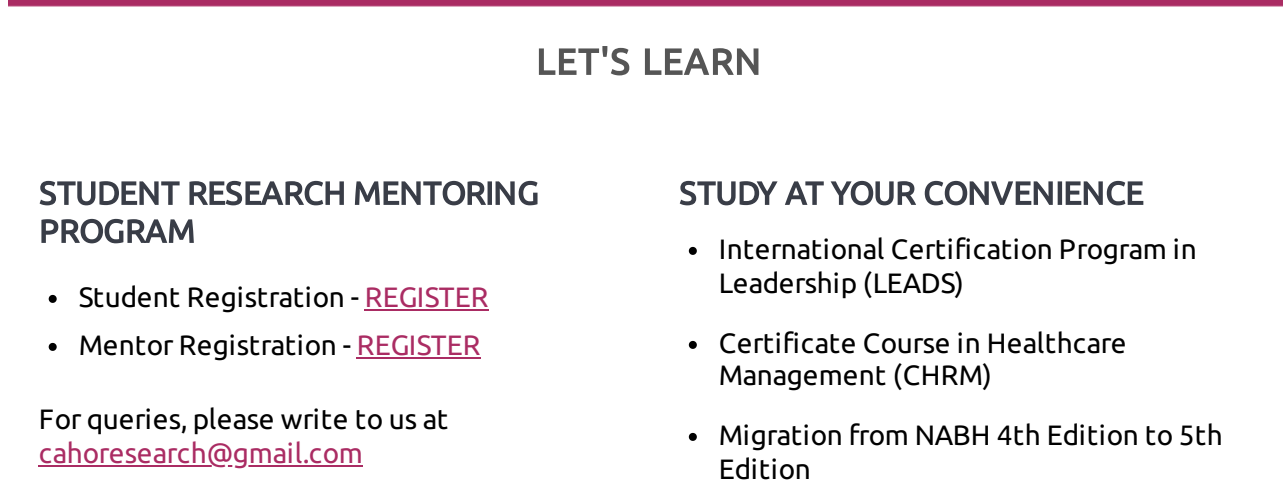 LET'S LEARN
STUDENT RESEARCH MENTORING
PROGRAM
• Student Registration - REGISTER
• Mentor Registration - REGISTER
For queries, please write to us at
cahoresearch@gmail.com
STUDY AT YOUR CONVENIENCE
• International Certification Program in
Leadership (LEADS)
• Certificate Course in Healthcare
Management (CHRM)
• Migration from NABH 4th Edition to 5th
Edition